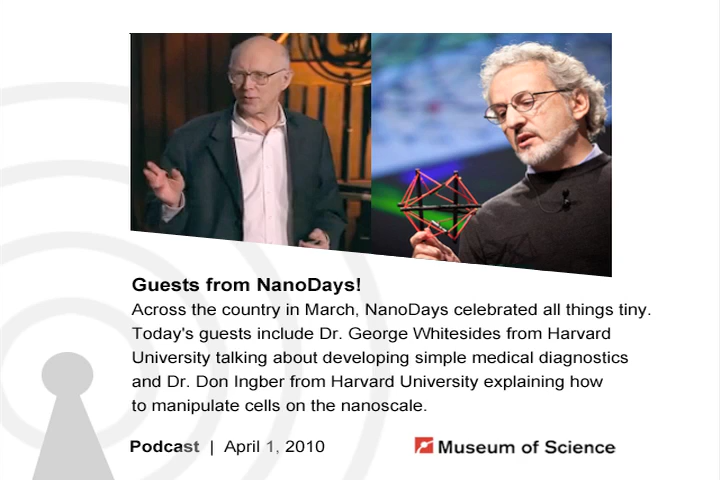 Guests from NanoDays!
Across the country in March, NanoDays celebrated all things tiny.
Today's guests include Dr. George Whitesides from Harvard
University talking about developing simple medical diagnostics
and Dr. Don Ingber from Harvard University explaining how
to manipulate cells on the nanoscale.
Podcast | April 1, 2010
Museum of Science